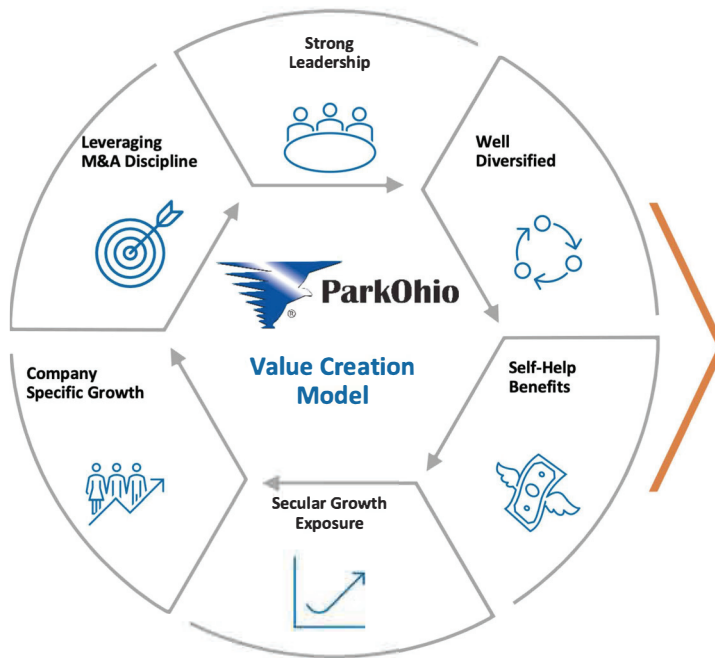 Strong
Leadership
Well
Diversified
Self-Help
Benefits
Secular Growth
Exposure
Company
Specific Growth
Leveraging
M&A Discipline
ParkOhio
®
Value Creation
Model